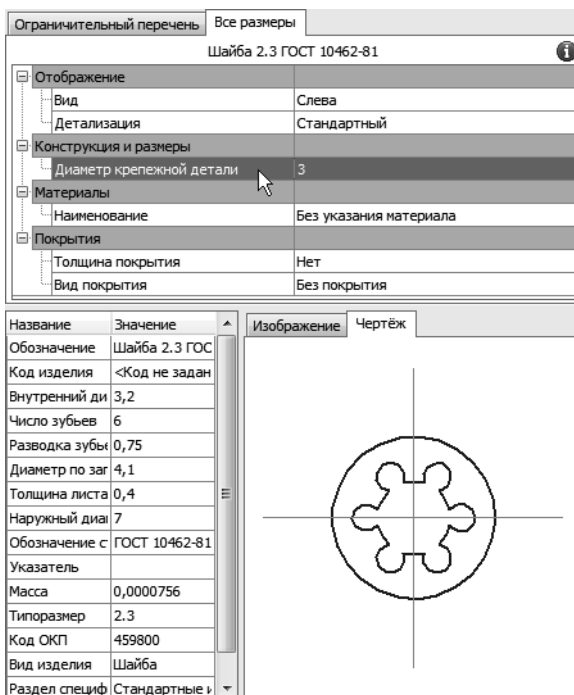 Ограничительный перечень Все размеры
Шайба 2.3 ГОСТ 10462-81
Отображение
Вид Слева
Детализация Стандартный
Конструкция и размеры
Диаметр крепежной детали 3
Материалы
Наименование Без указания материала
Покрытия
Толщина покрытия Нет
Вид покрытия Без покрытия
Название Значение Изображение Чертёж
Обозначение Шайба 2.3 ГОС
Код изделия <Код не задан
Внутренний ди 3,2
Число зубьев 6
Разводка зубье 0,75
Диаметр по заг 4,1
Толщина листа 0,4
Наружный диа 7
Обозначение с ГОСТ 10462-81
Указатель
Масса 0,0000756
Типоразмер 2.3
Код ОКП 459800
Вид изделия Шайба
Раздел специф Стандартные и